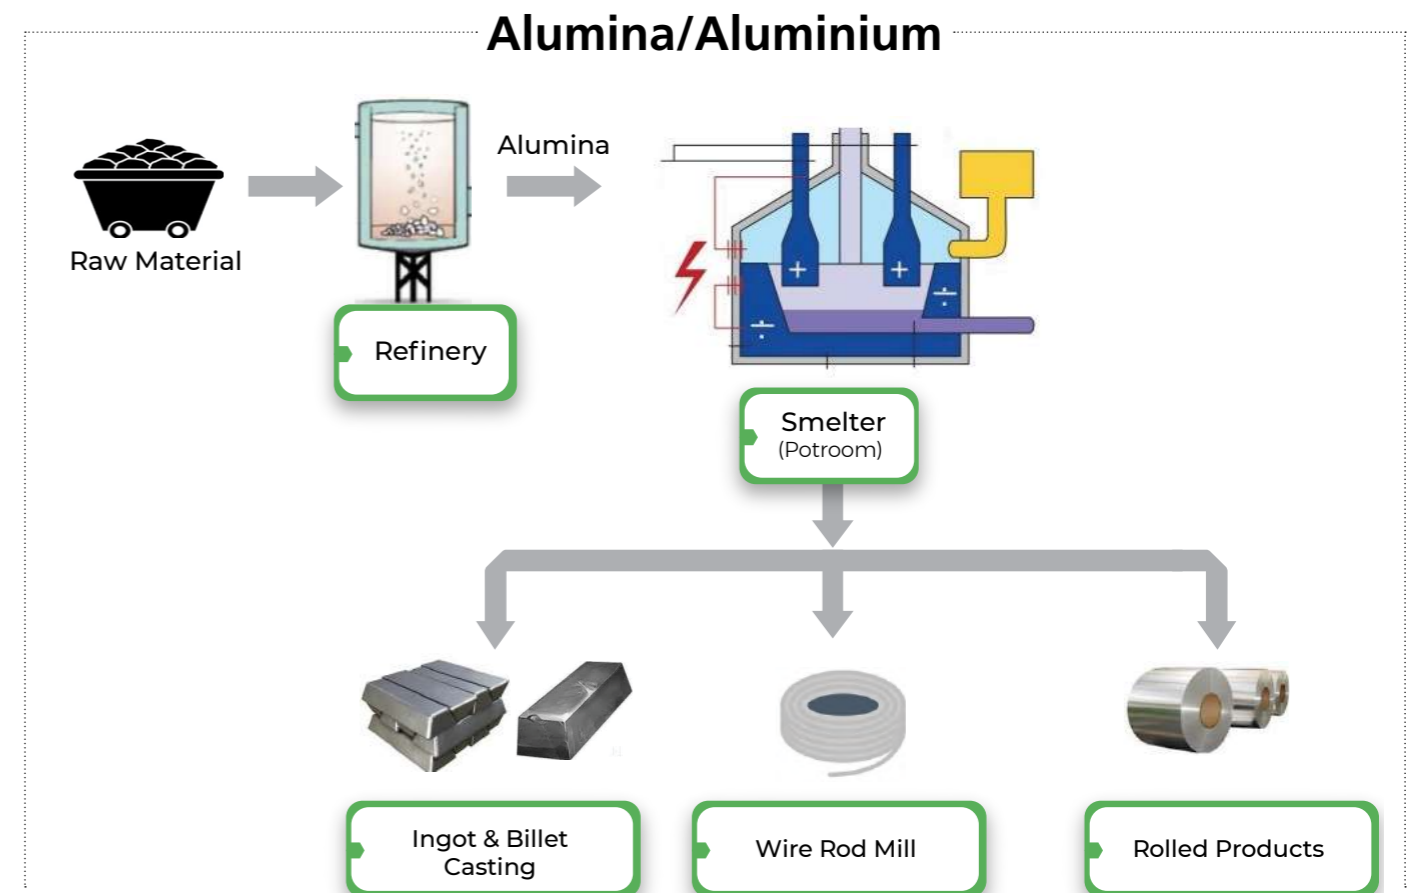 Alumina/Aluminium
Alumina
Raw Material
Refinery
+
+
÷
÷
Smelter
(Potroom)
Ingot & Billet
Casting
Wire Rod Mill
Rolled Products